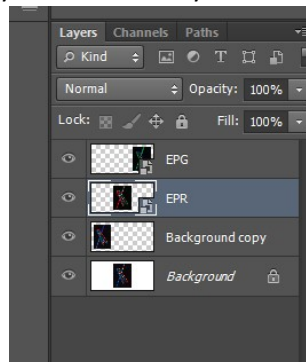 Layers Channels Paths
Kind T
Normal Opacity: 100%
Lock: Fill: 100%
EPG
EPR
Background copy
Background